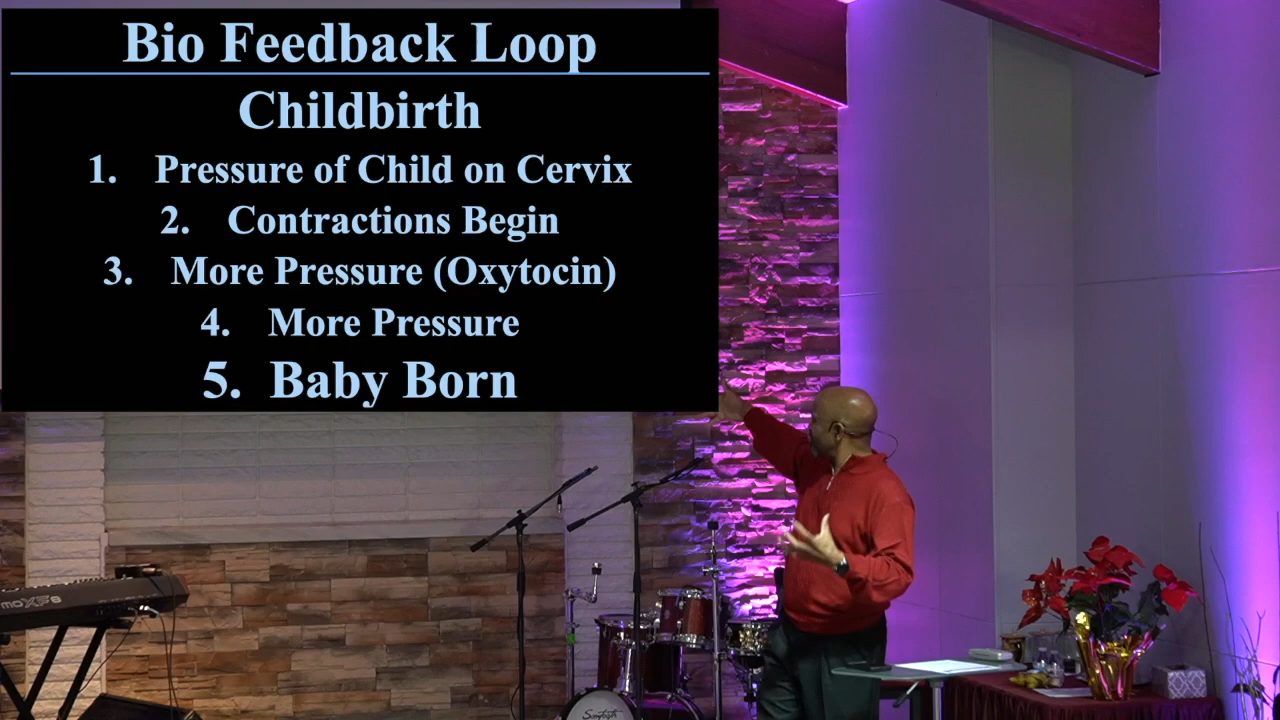 Bio Feedback Loop
Childbirth
1. Pressure of Child on Cervix
2. Contractions Begin
3. More Pressure (Oxytocin)
4. More Pressure
5. Baby Born